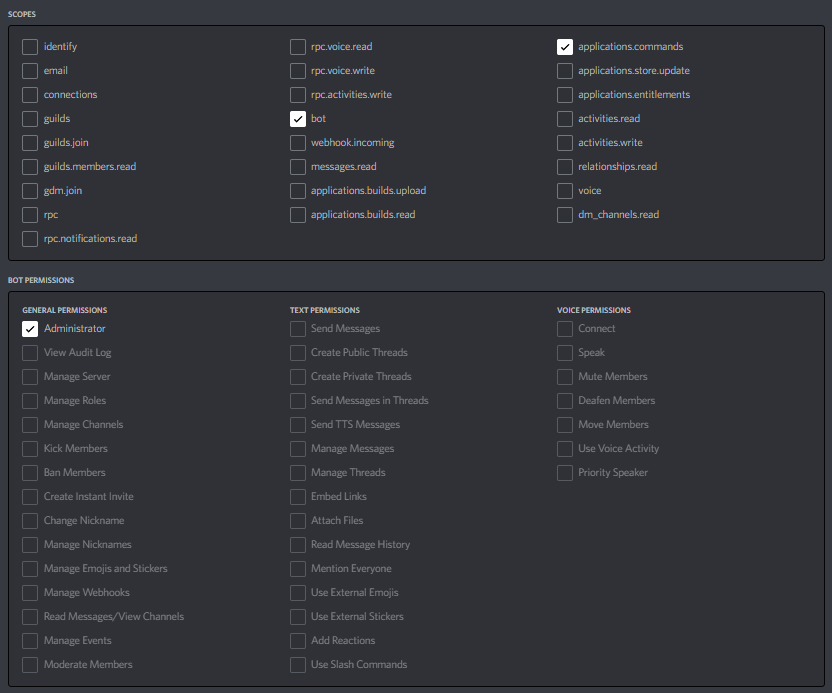 SCOPES
identify
email
connections
guilds
guilds.join
guilds.members.read
gdm.join
rpc
rpc.notifications.read
rpc.voice.read
rpc.voice.write
rpc.activities.write
bot
webhook.incoming
messages.read
applications.builds.upload
applications.builds.read
applications.commands
applications.store.update
applications.entitlements
activities.read
activities.write
relationships.read
voice
dm_channels.read
BOT PERMISSIONS
GENERAL PERMISSIONS
Administrator
View Audit Log
Manage Server
Manage Roles
Manage Channels
Kick Members
Ban Members
Create Instant Invite
Change Nickname
Manage Nicknames
Manage Emojis and Stickers
Manage Webhooks
Read Messages/View Channels
Manage Events
Moderate Members
TEXT PERMISSIONS
Send Messages
Create Public Threads
Create Private Threads
Send Messages in Threads
Send TTS Messages
Manage Messages
Manage Threads
Embed Links
Attach Files
Read Message History
Mention Everyone
Use External Emojis
Use External Stickers
Add Reactions
Use Slash Commands
VOICE PERMISSIONS
Connect
Speak
Mute Members
Deafen Members
Move Members
Use Voice Activity
Priority Speaker